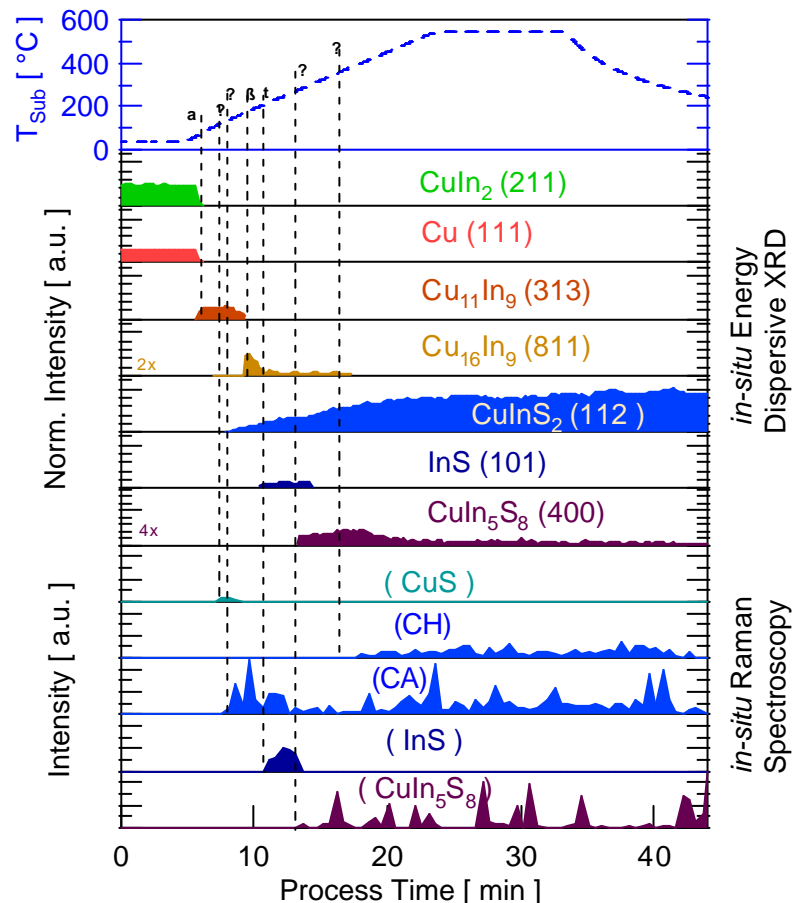 600
400
200
0
T_Sub [ °C ]
a
?
?
ß
t
?
?
CuIn₂ (211)
Cu (111)
Cu₁₁In₉ (313)
2x
Cu₁₆In₉ (811)
CuInS₂ (112 )
InS (101)
4x
CuIn₅S₈ (400)
Norm. Intensity [ a.u. ]
in-situ Energy
Dispersive XRD
( CuS )
(CH)
(CA)
( InS )
( CuIn₅S₈ )
Intensity [ a.u. ]
in-situ Raman
Spectroscopy
0
10
20
30
40
Process Time [ min ]